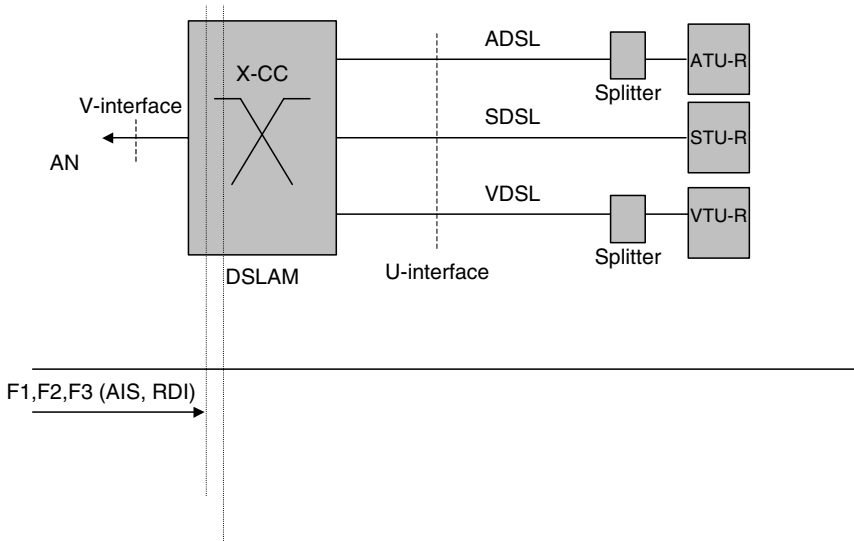 ADSL
ATU-R
X-CC
Splitter
V-interface
SDSL
STU-R
AN
VDSL
VTU-R
Splitter
DSLAM
U-interface
F1,F2,F3 (AIS, RDI)